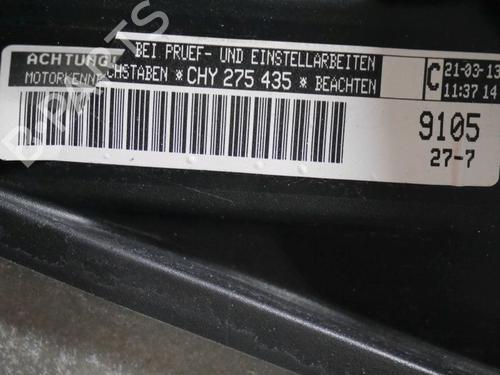 ACHTUNG! BEI PRUEF- UND EINSTELLARBEITEN
MOTORKENN CHSTABEN * CHY 275 435 * BEACHTEN
C
21-03-13
11:37 14
9105
27-7
B-PARTS